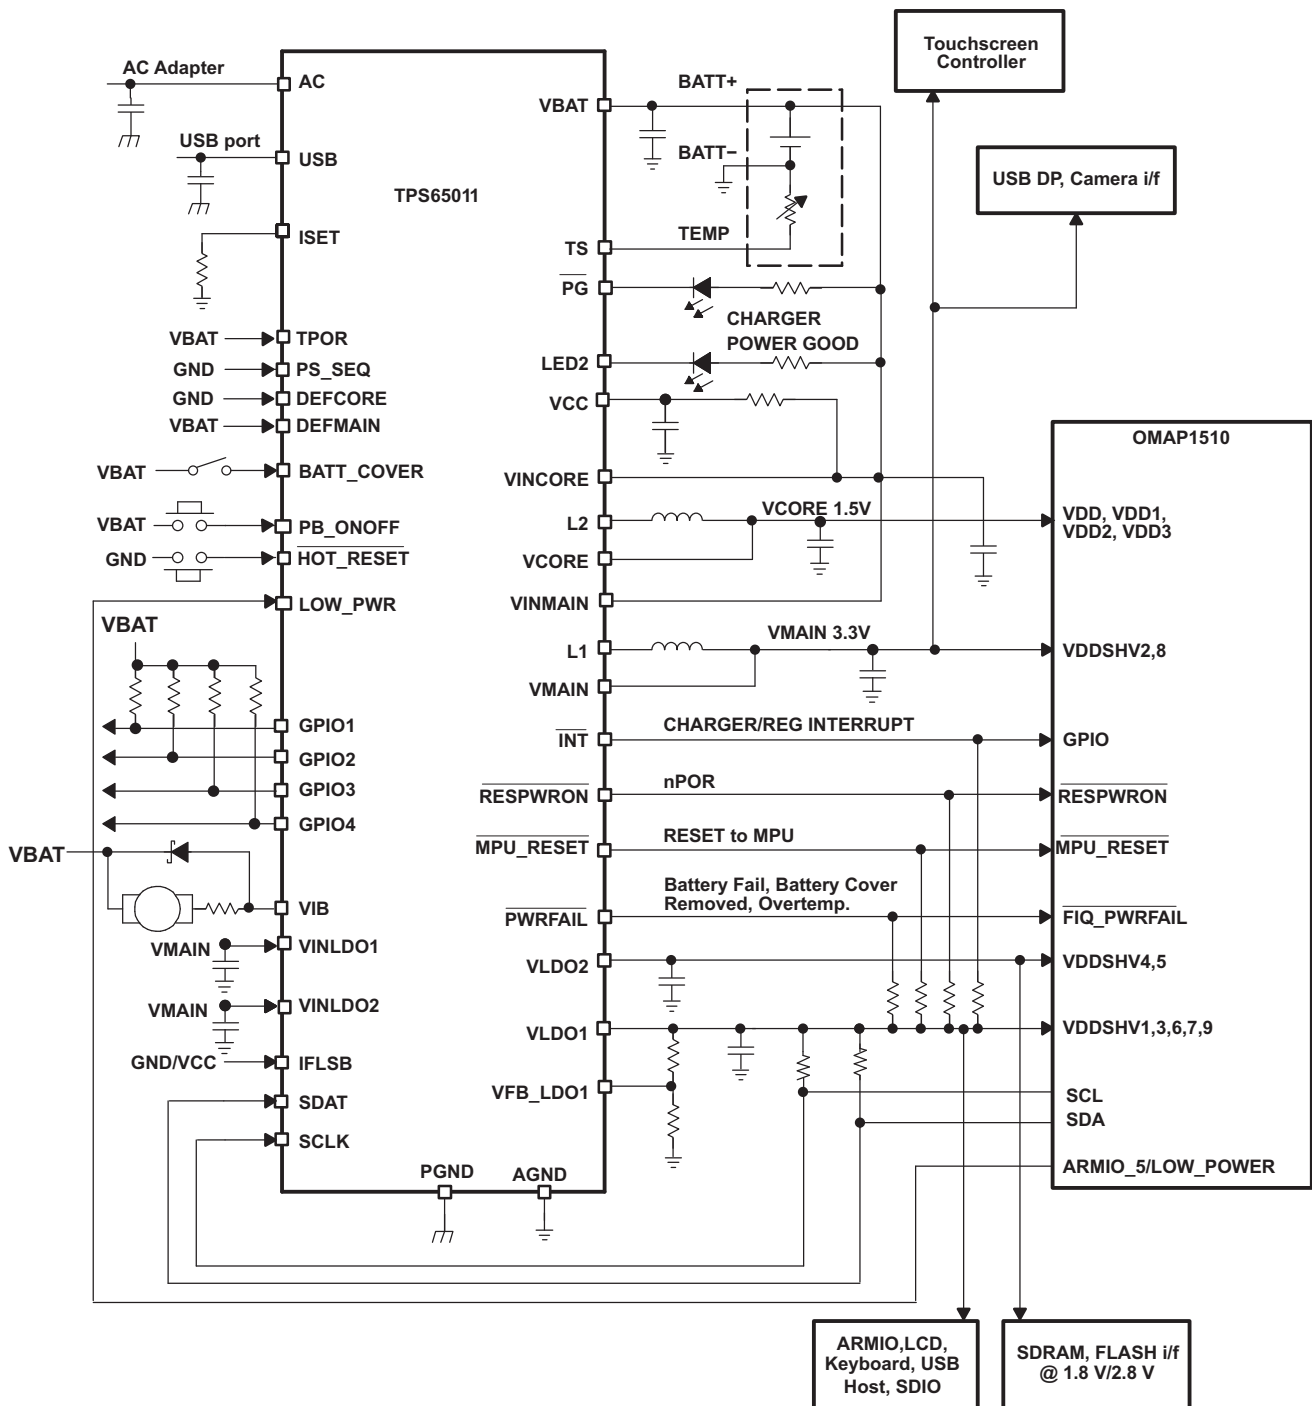 Touchscreen
Controller
USB DP, Camera i/f
AC Adapter
AC
USB port
USB
ISET
TPS65011
VBAT
GND
GND
VBAT
TPOR
PS_SEQ
DEFCORE
DEFMAIN
VBAT
BATT_COVER
VBAT
PB_ONOFF
GND
HOT_RESET
LOW_PWR
VBAT
GPIO1
GPIO2
GPIO3
GPIO4
VBAT
VIB
VMAIN
VINLDO1
VMAIN
VINLDO2
GND/VCC
IFLSB
SDAT
SCLK
PGND
AGND
VBAT
BATT+
BATT−
TS
TEMP
PG
CHARGER
POWER GOOD
LED2
VCC
VINCORE
L2
VCORE 1.5V
VCORE
VINMAIN
L1
VMAIN 3.3V
VMAIN
INT
CHARGER/REG INTERRUPT
RESPWRON
nPOR
MPU_RESET
RESET to MPU
Battery Fail, Battery Cover
Removed, Overtemp.
PWRFAIL
VLDO2
VLDO1
VFB_LDO1
OMAP1510
VDD, VDD1,
VDD2, VDD3
VDDSHV2,8
GPIO
RESPWRON
MPU_RESET
FIQ_PWRFAIL
VDDSHV4,5
VDDSHV1,3,6,7,9
SCL
SDA
ARMIO_5/LOW_POWER
ARMIO,LCD,
Keyboard, USB
Host, SDIO
SDRAM, FLASH i/f
@ 1.8 V/2.8 V